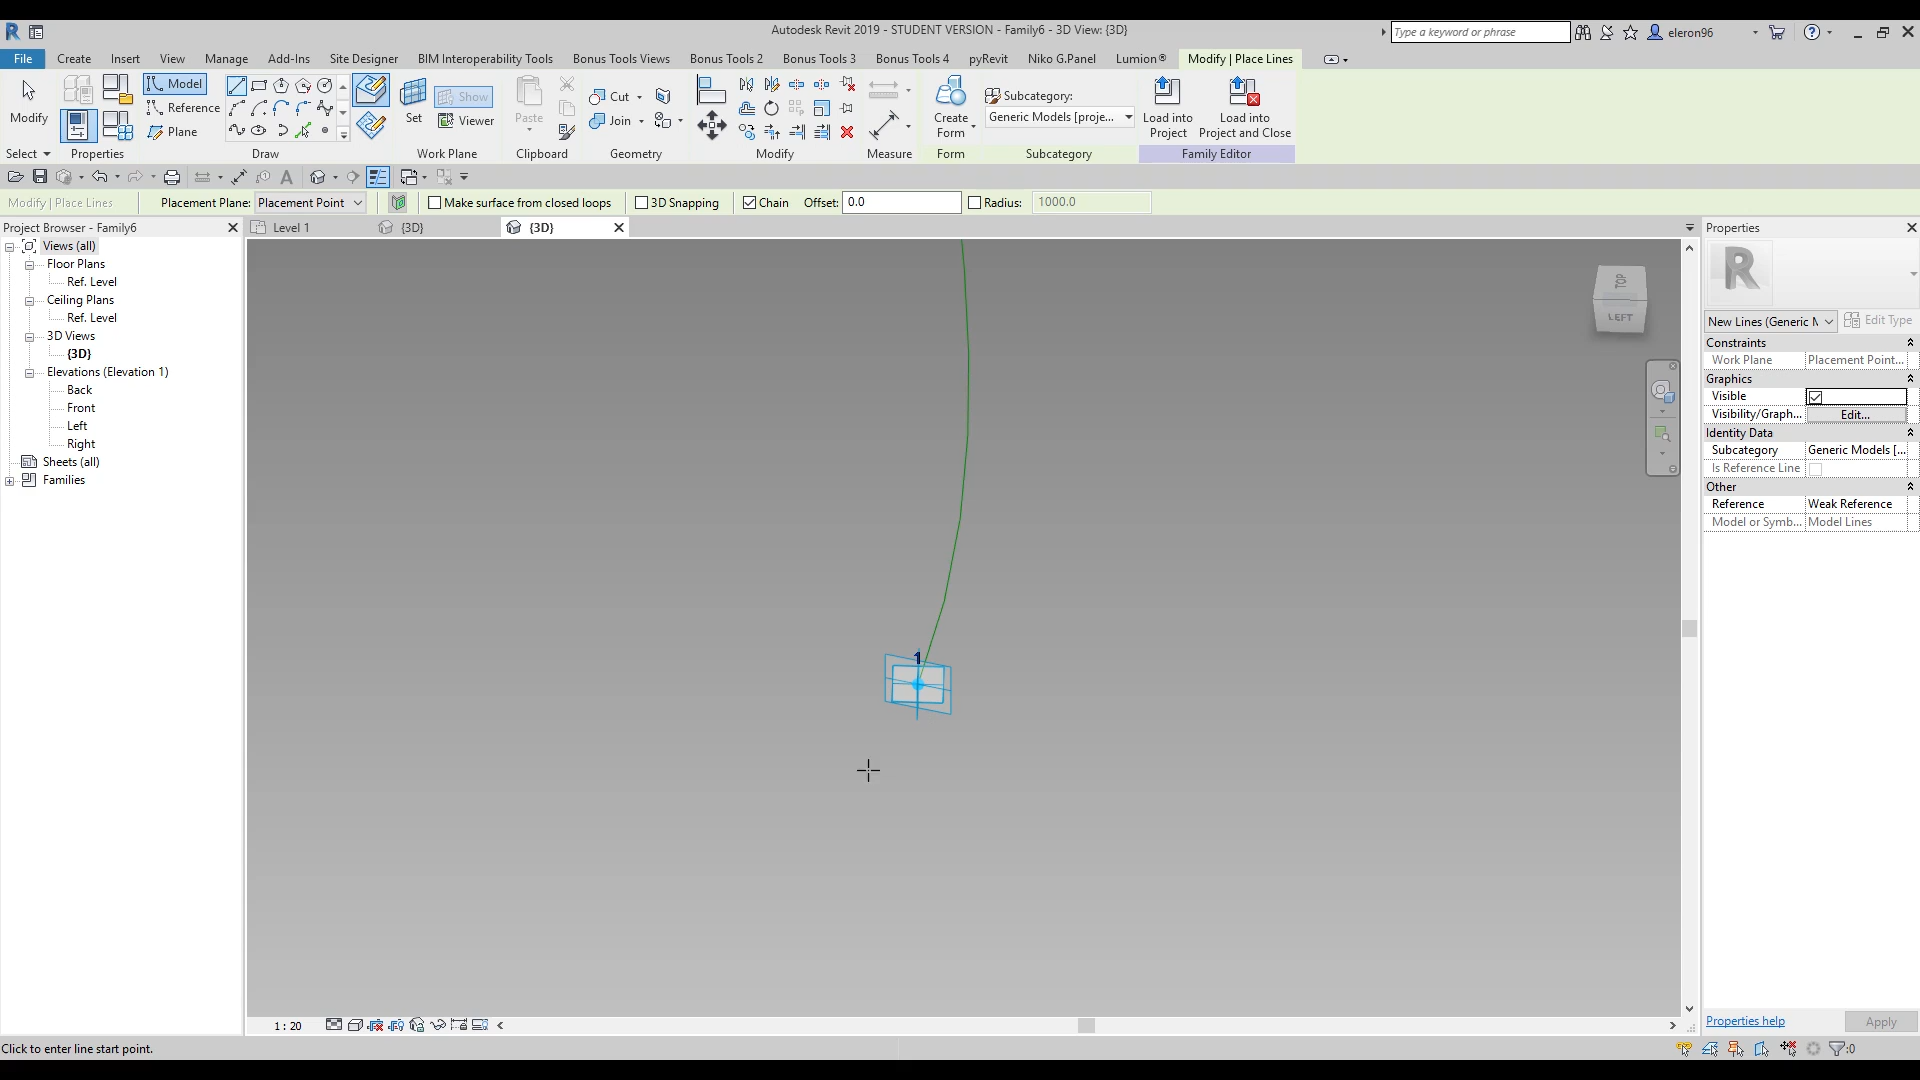 Autodesk Revit 2019 - STUDENT VERSION - Family6 - 3D View: {3D}
Type a keyword or phrase
eleron96
File
Create
Insert
View
Manage
Add-Ins
Site Designer
BIM Interoperability Tools
Bonus Tools Views
Bonus Tools 2
Bonus Tools 3
Bonus Tools 4
pyRevit
Niko G.Panel
Lumion®
Modify | Place Lines
Modify
Model
Reference
Plane
Set
Show
Viewer
Paste
Cut
Join
Create
Form
Subcategory:
Generic Models [proje...
Load into
Project
Load into
Project and Close
Select
Properties
Draw
Work Plane
Clipboard
Geometry
Modify
Measure
Form
Subcategory
Family Editor
Modify | Place Lines
Placement Plane:
Placement Point
Make surface from closed loops
3D Snapping
Chain
Offset:
0.0
Radius:
1000.0
Project Browser - Family6
Level 1
{3D}
{3D}
Properties
Views (all)
Floor Plans
Ref. Level
Ceiling Plans
Ref. Level
3D Views
{3D}
Elevations (Elevation 1)
Back
Front
Left
Right
Sheets (all)
Families
TOP
LEFT
1
R
New Lines (Generic M
Edit Type
Constraints
Work Plane
Placement Point...
Graphics
Visible
Visibility/Graph...
Edit...
Identity Data
Subcategory
Generic Models [...
Is Reference Line
Other
Reference
Weak Reference
Model or Symb...
Model Lines
1 : 20
Properties help
Apply
Click to enter line start point.
:0